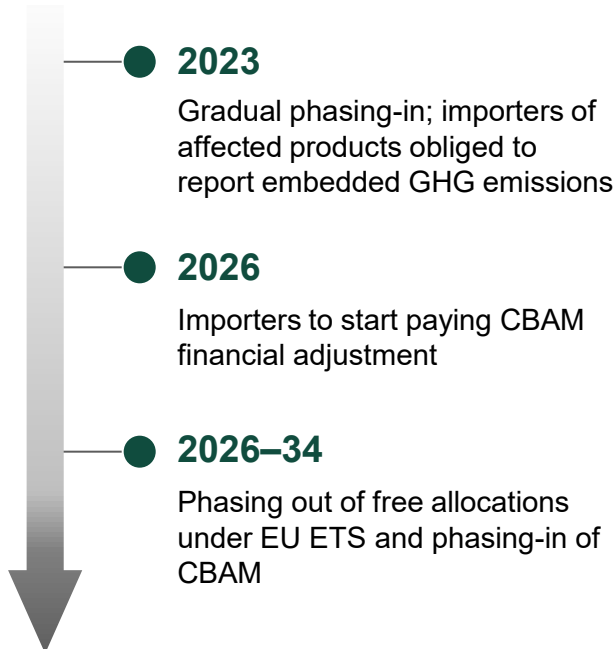 2023
Gradual phasing-in; importers of
affected products obliged to
report embedded GHG emissions
2026
Importers to start paying CBAM
financial adjustment
2026–34
Phasing out of free allocations
under EU ETS and phasing-in of
CBAM